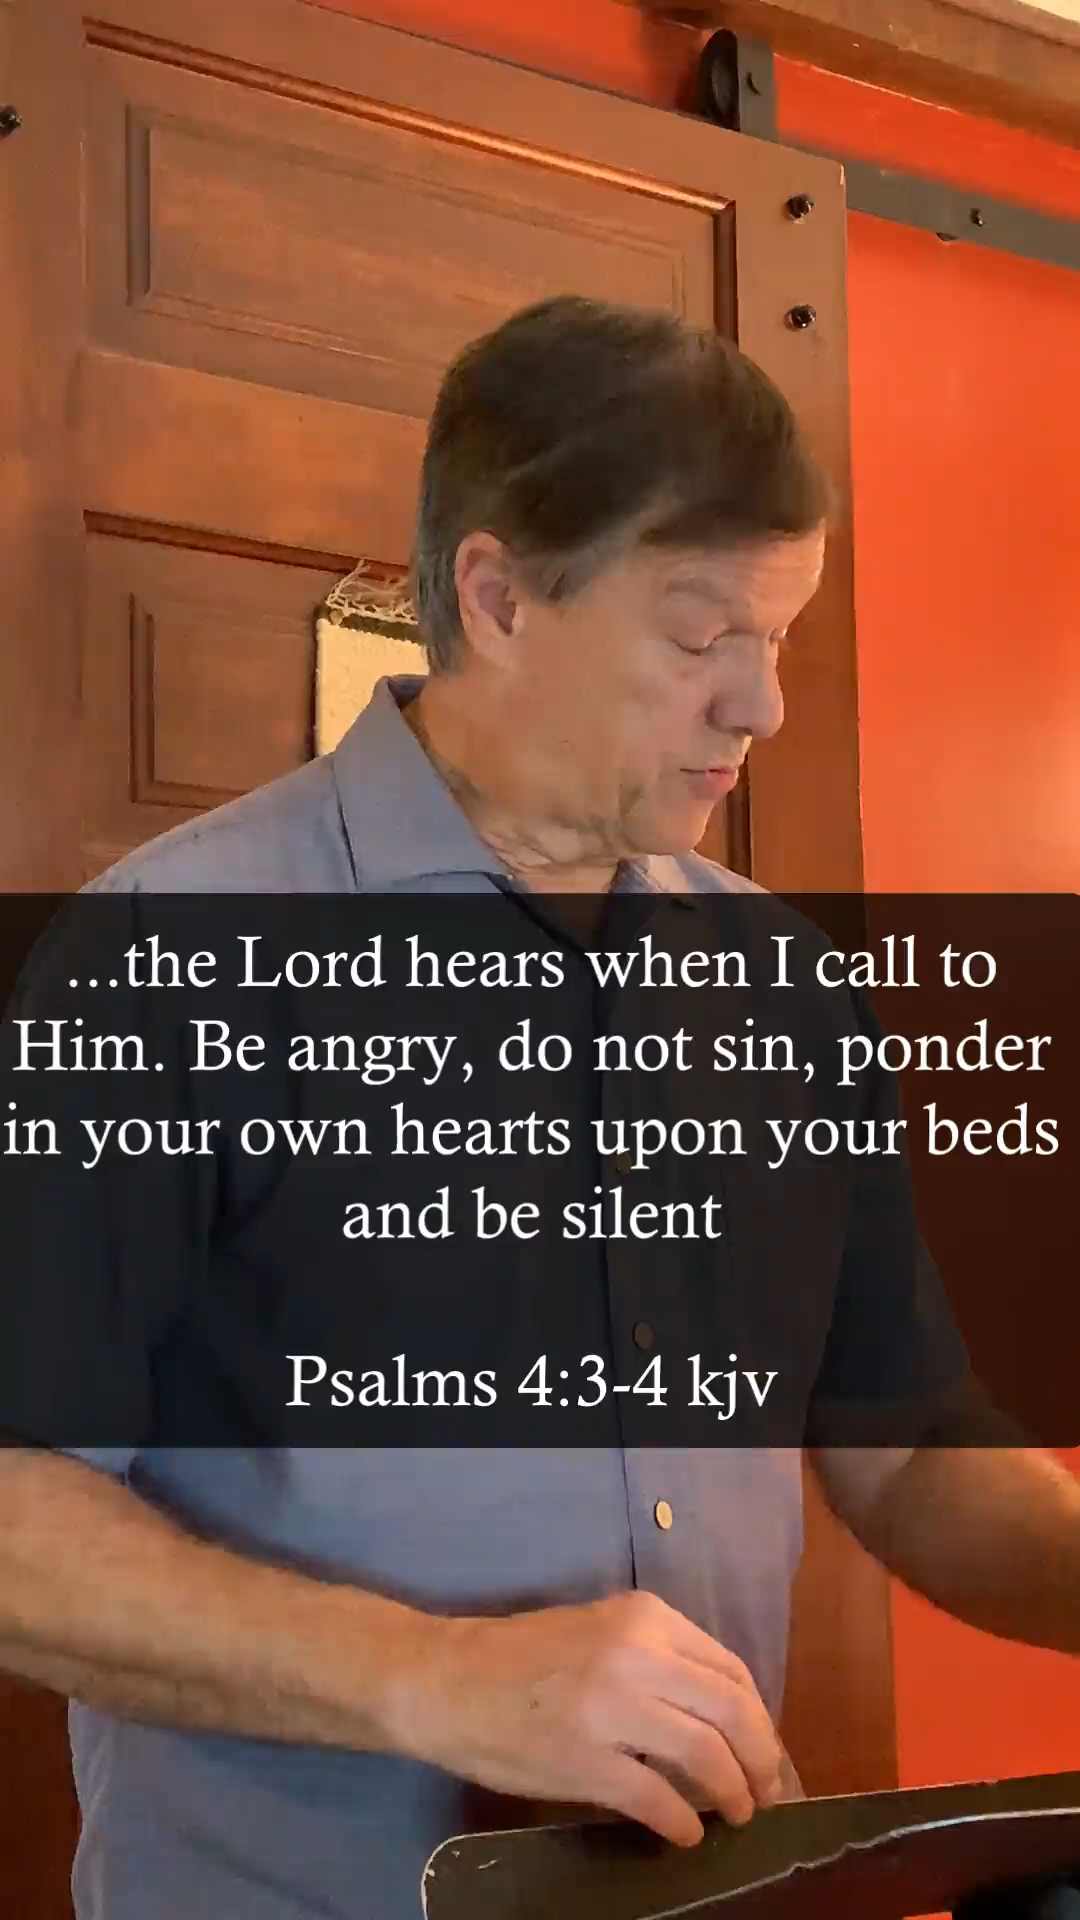 ...the Lord hears when I call to
Him. Be angry, do not sin, ponder
in your own hearts upon your beds
and be silent
Psalms 4:3-4 kjv